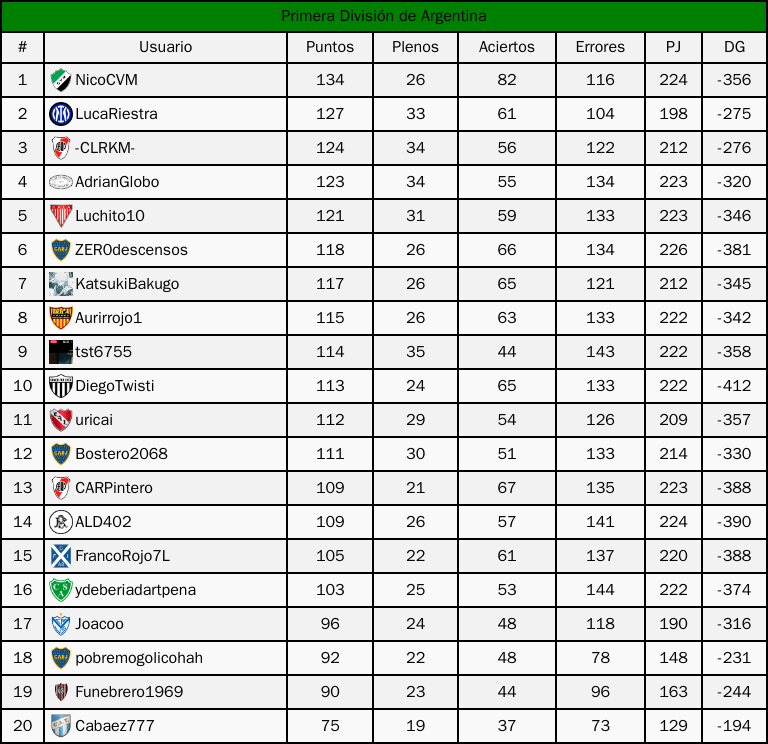 Primera División de Argentina
# Usuario Puntos Plenos Aciertos Errores PJ DG
1 NicoCVM 134 26 82 116 224 -356
2 LucaRiestra 127 33 61 104 198 -275
3 -CLRKM- 124 34 56 122 212 -276
4 AdrianGlobo 123 34 55 134 223 -320
5 Luchito10 121 31 59 133 223 -346
6 ZER0descensos 118 26 66 134 226 -381
7 KatsukiBakugo 117 26 65 121 212 -345
8 Aurirrojo1 115 26 63 133 222 -342
9 tst6755 114 35 44 143 222 -358
10 DiegoTwisti 113 24 65 133 222 -412
11 uricai 112 29 54 126 209 -357
12 Bostero2068 111 30 51 133 214 -330
13 CARPintero 109 21 67 135 223 -388
14 ALD402 109 26 57 141 224 -390
15 FrancoRojo7L 105 22 61 137 220 -388
16 ydeberiadartpena 103 25 53 144 222 -374
17 Joacoo 96 24 48 118 190 -316
18 pobremogolicohah 92 22 48 78 148 -231
19 Funebrero1969 90 23 44 96 163 -244
20 Cabaez777 75 19 37 73 129 -194